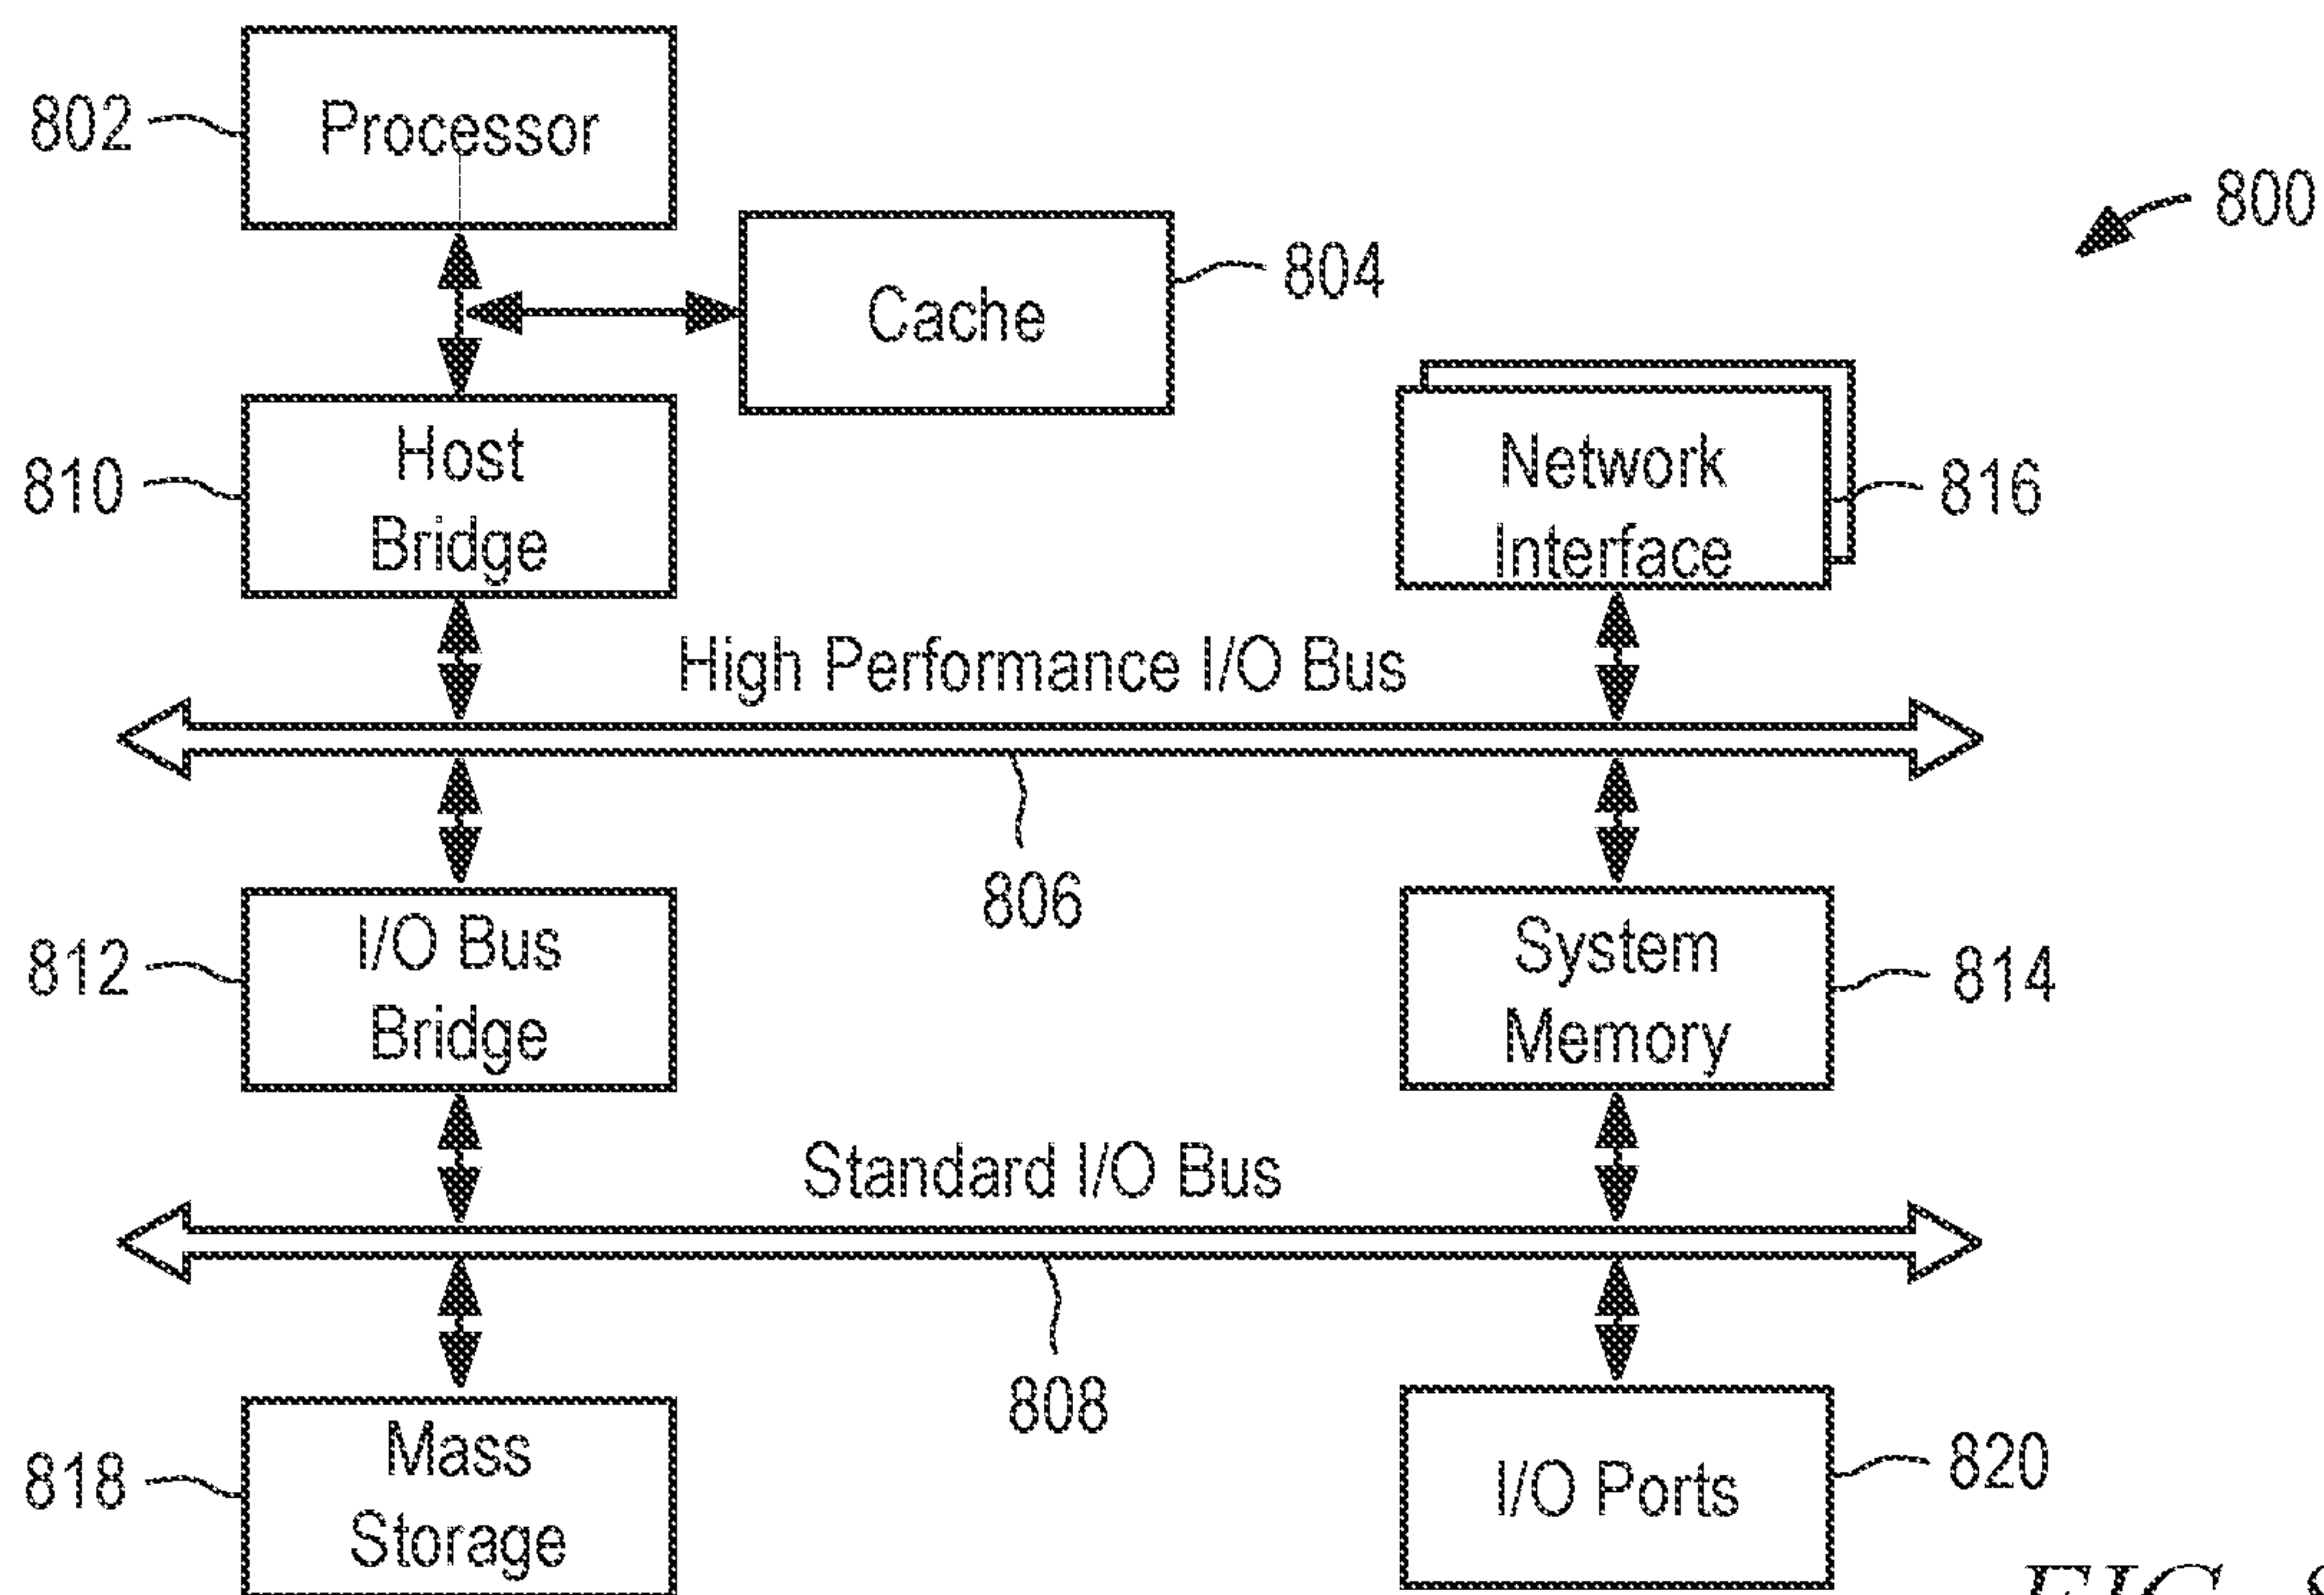 802
Processor
800
804
Cache
810
Host
Bridge
Network
Interface
816
High Performance I/O Bus
806
812
I/O Bus
Bridge
System
Memory
814
Standard I/O Bus
808
818
Mass
Storage
I/O Ports
820